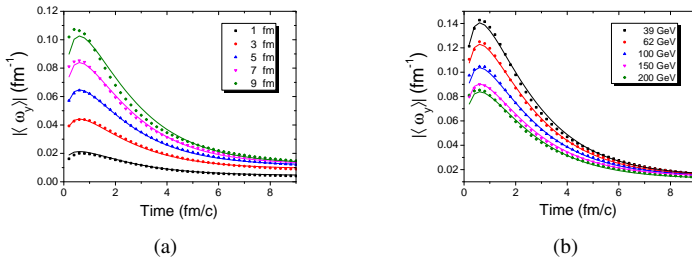 0.12
0.10
0.08
0.06
0.04
0.02
0.00
|⟨ ω_y⟩| (fm⁻¹)
1 fm
3 fm
5 fm
7 fm
9 fm
0 2 4 6 8
Time (fm/c)
(a)
0.14
0.12
0.10
0.08
0.06
0.04
0.02
|⟨ ω_y⟩| (fm⁻¹)
39 GeV
62 GeV
100 GeV
150 GeV
200 GeV
0 2 4 6 8
Time (fm/c)
(b)